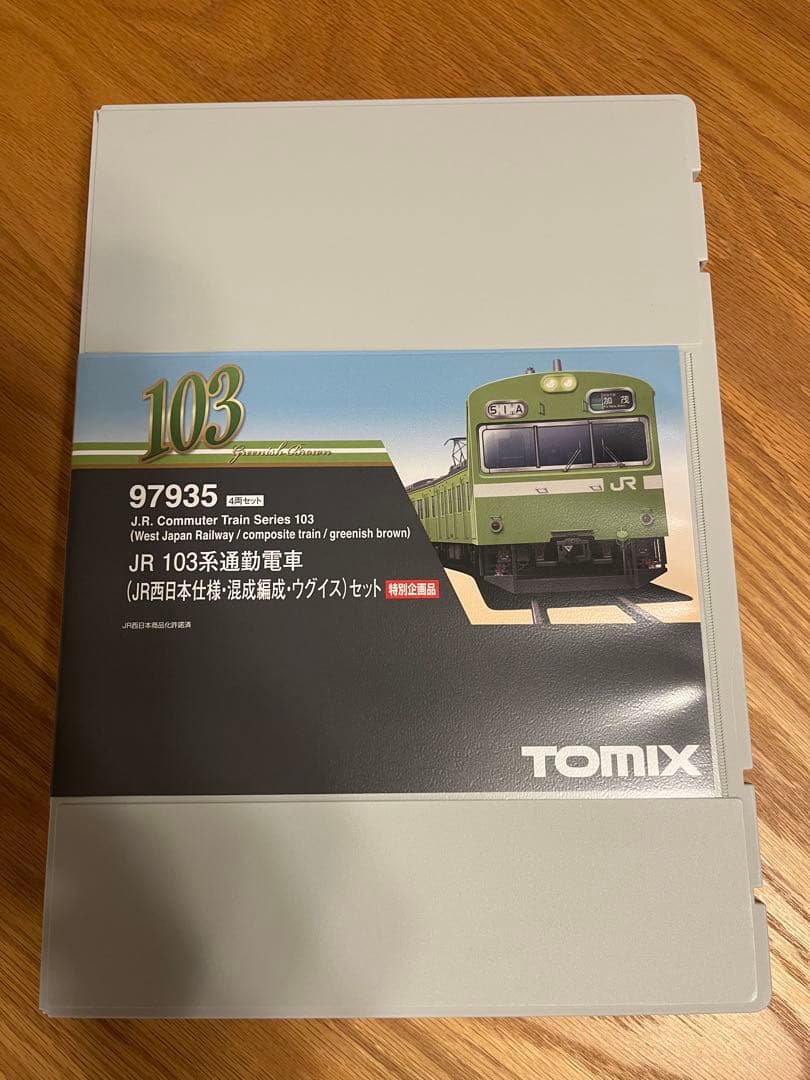 103
Greenish Brown
97935 4両セット
J.R. Commuter Train Series 103
(West Japan Railway / composite train / greenish brown)
JR 103系通勤電車
(JR西日本仕様・混成編成・ウグイス)セット 特別企画品
JR西日本商品化許諾済
51A
加茂
JR
TOMIX